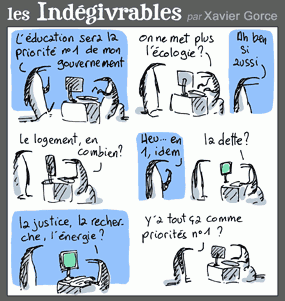 les Indégivrables par Xavier Gorce
L'éducation sera la
priorité n°1 de mon
gouvernement
on ne met plus
l'écologie?
Ah ben
si
aussi
Le logement, en
combien?
Heu... en
1, idem
la dette?
la justice, la recher-
che, l'énergie?
Y'a tout ça comme
priorités n°1?